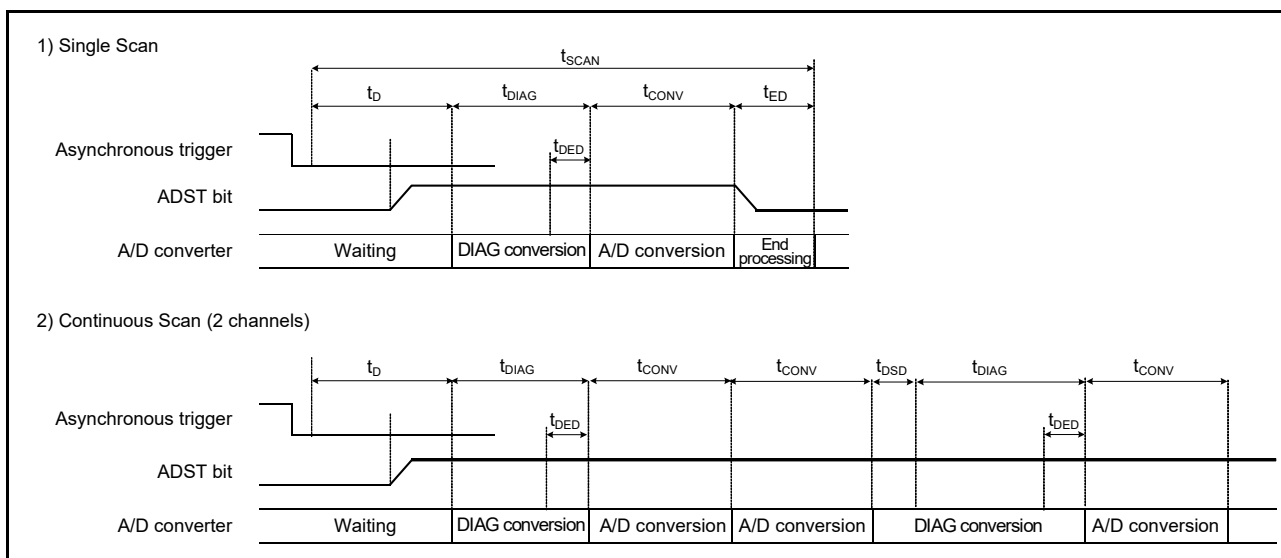 1) Single Scan
tSCAN
tD tDIAG tCONV tED
Asynchronous trigger
tDED
ADST bit
A/D converter Waiting DIAG conversion A/D conversion End processing
2) Continuous Scan (2 channels)
tD tDIAG tCONV tCONV tDSD tDIAG tCONV
Asynchronous trigger
tDED tDED
ADST bit
A/D converter Waiting DIAG conversion A/D conversion A/D conversion DIAG conversion A/D conversion